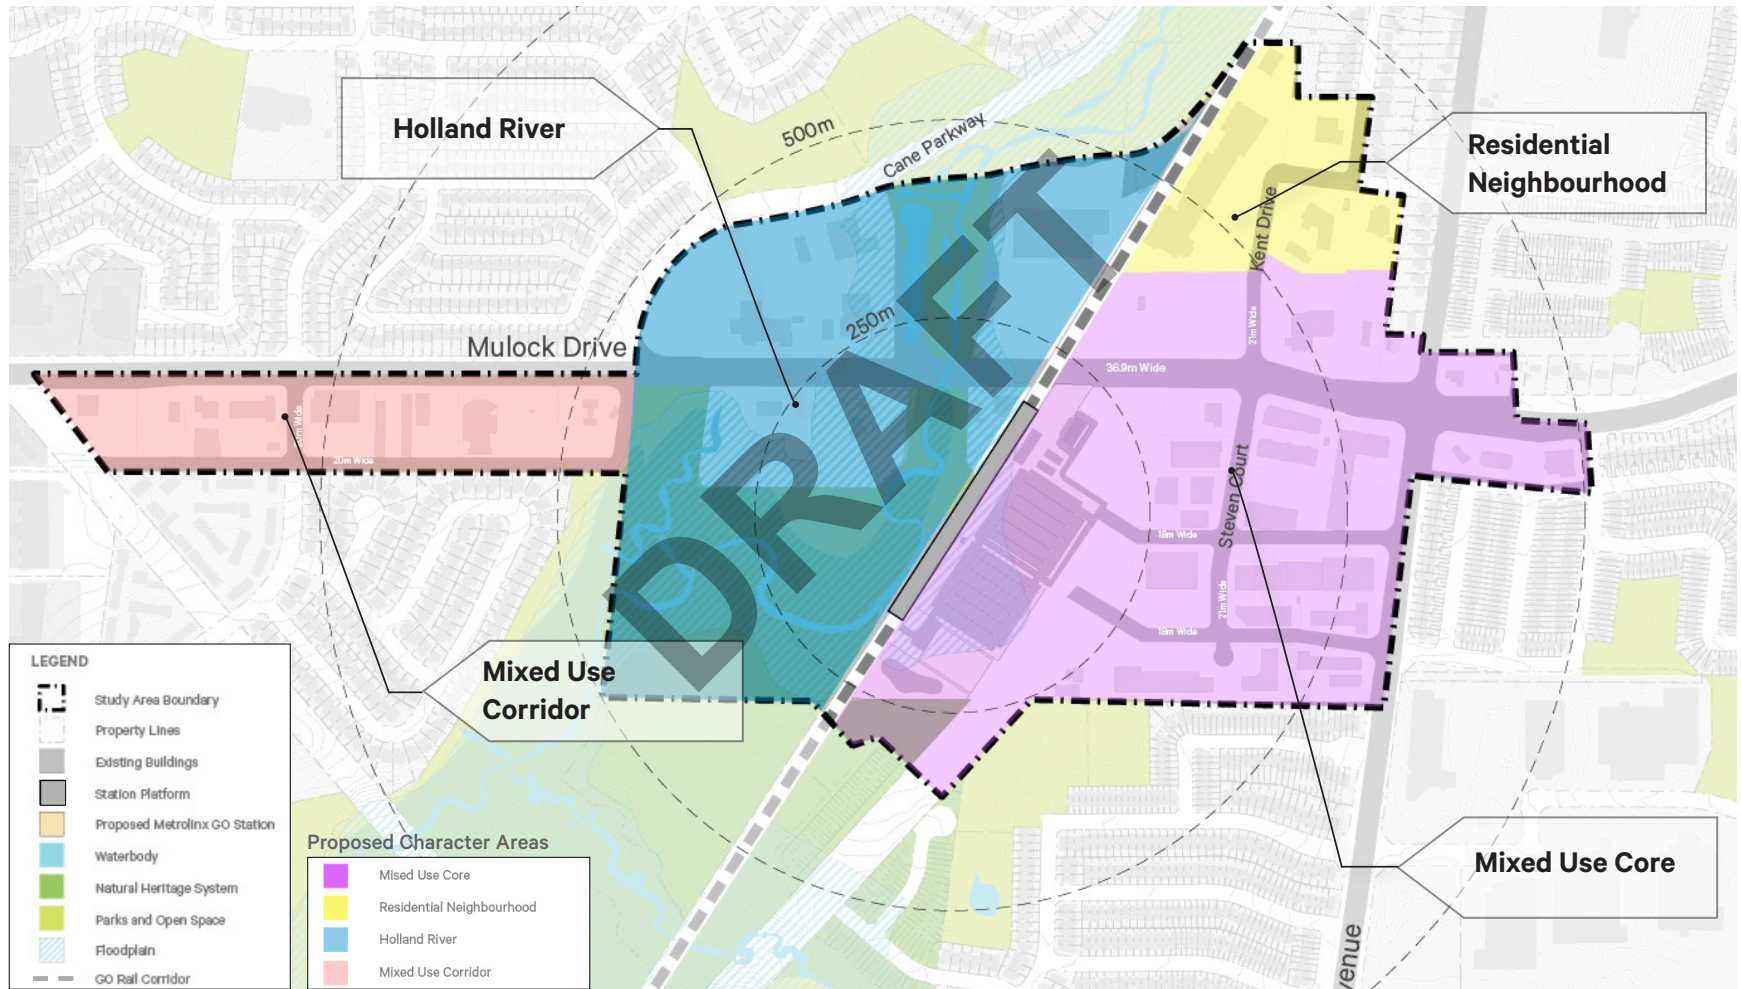 500m
Holland River
Cane Parkway
Residential
Neighbourhood
Kent Drive
250m
21m Wide
Mulock Drive
36.9m Wide
20m Wide
Steven Court
18m Wide
21m Wide
18m Wide
DRAFT
Mixed Use
Corridor
Mixed Use Core
venue
LEGEND
Study Area Boundary
Property Lines
Existing Buildings
Station Platform
Proposed Metrolinx GO Station
Waterbody
Natural Heritage System
Parks and Open Space
Floodplain
GO Rail Corridor
Proposed Character Areas
Mised Use Core
Residential Neighbourhood
Holland River
Mixed Use Corridor